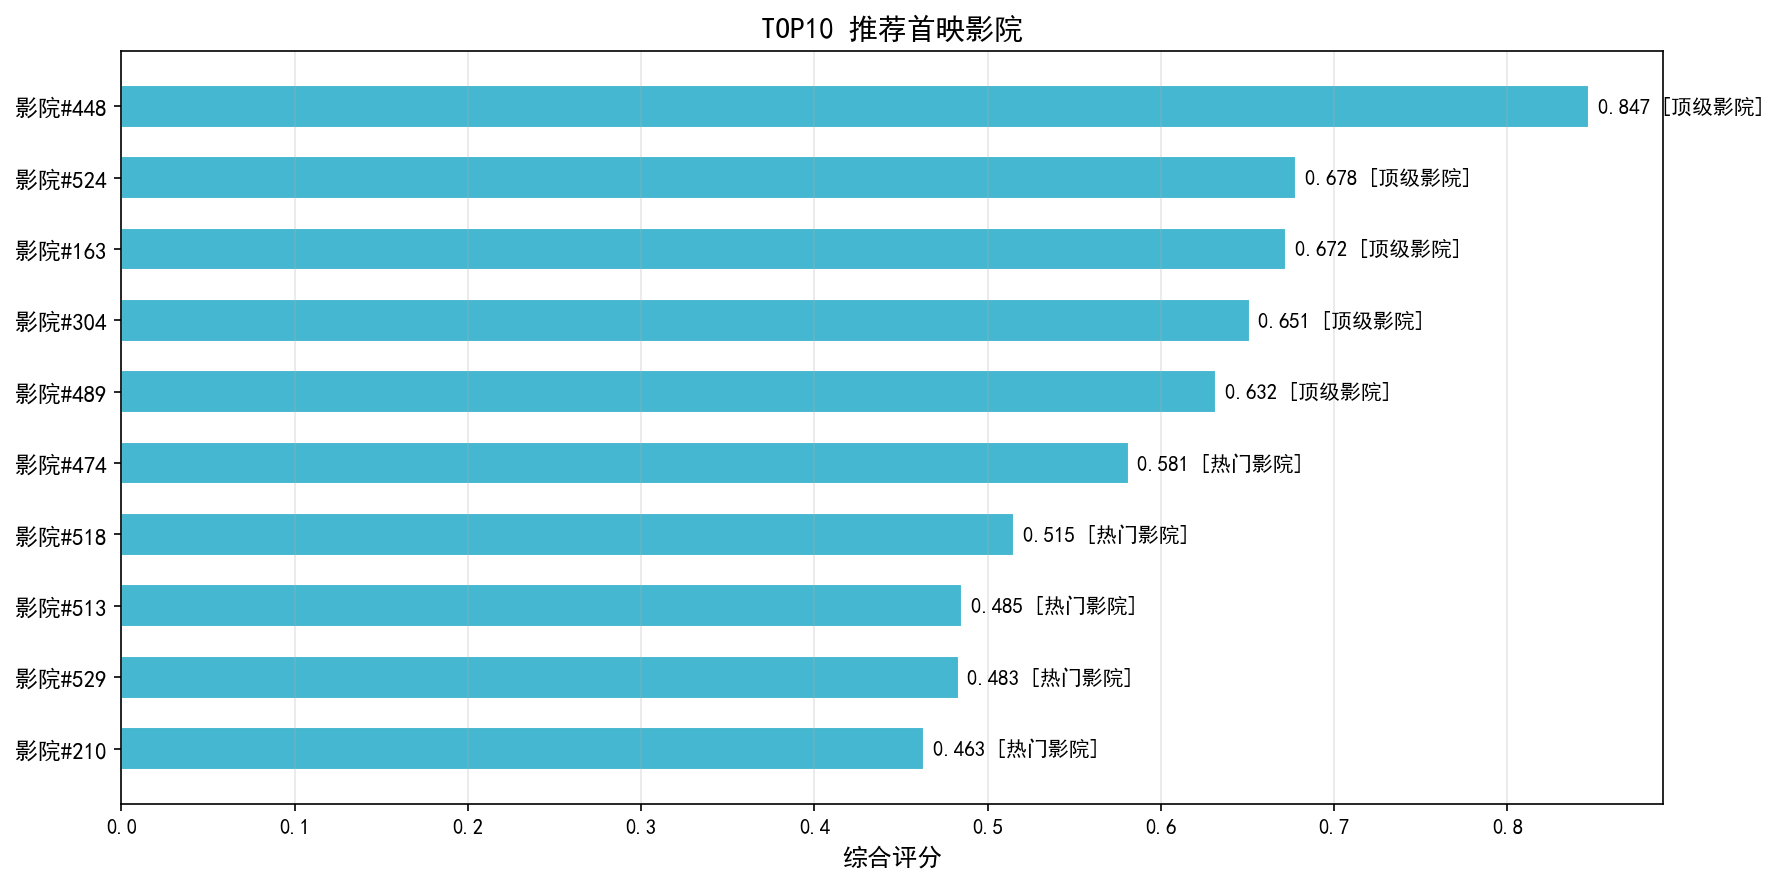 TOP10 推荐首映影院
影院#448 0.847 [顶级影院]
影院#524 0.678 [顶级影院]
影院#163 0.672 [顶级影院]
影院#304 0.651 [顶级影院]
影院#489 0.632 [顶级影院]
影院#474 0.581 [热门影院]
影院#518 0.515 [热门影院]
影院#513 0.485 [热门影院]
影院#529 0.483 [热门影院]
影院#210 0.463 [热门影院]
0.0 0.1 0.2 0.3 0.4 0.5 0.6 0.7 0.8
综合评分